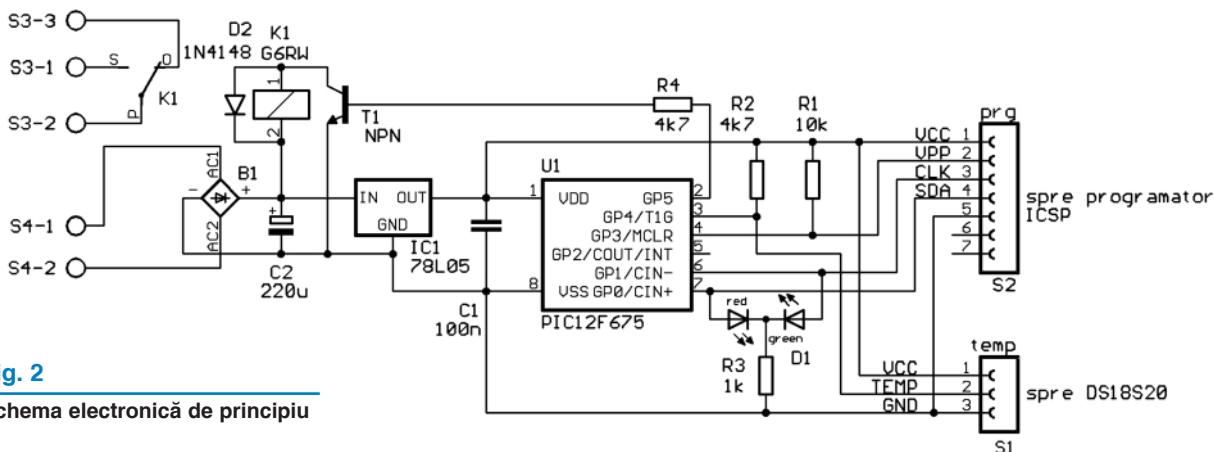 S3-3
S3-1
S3-2
S
O
P
K1
D2
1N4148
K1
G6RW
1
2
T1
NPN
R4
4k7
R2
4k7
R1
10k
S4-1
S4-2
AC1
AC2
B1
-
+
+
C2
220u
IN
OUT
GND
IC1
78L05
C1
100n
U1
1
VDD
8
VSS
GP5
2
GP4/T1G
3
GP3/MCLR
4
GP2/COUT/INT
5
GP1/CIN-
6
GP0/CIN+
7
PIC12F675
red
green
D1
R3
1k
prg
VCC 1
VPP 2
CLK 3
SDA 4
5
6
7
S2
spre programator
ICSP
temp
VCC 1
TEMP 2
GND 3
S1
spre DS18S20
ig. 2
chema electronică de principiu